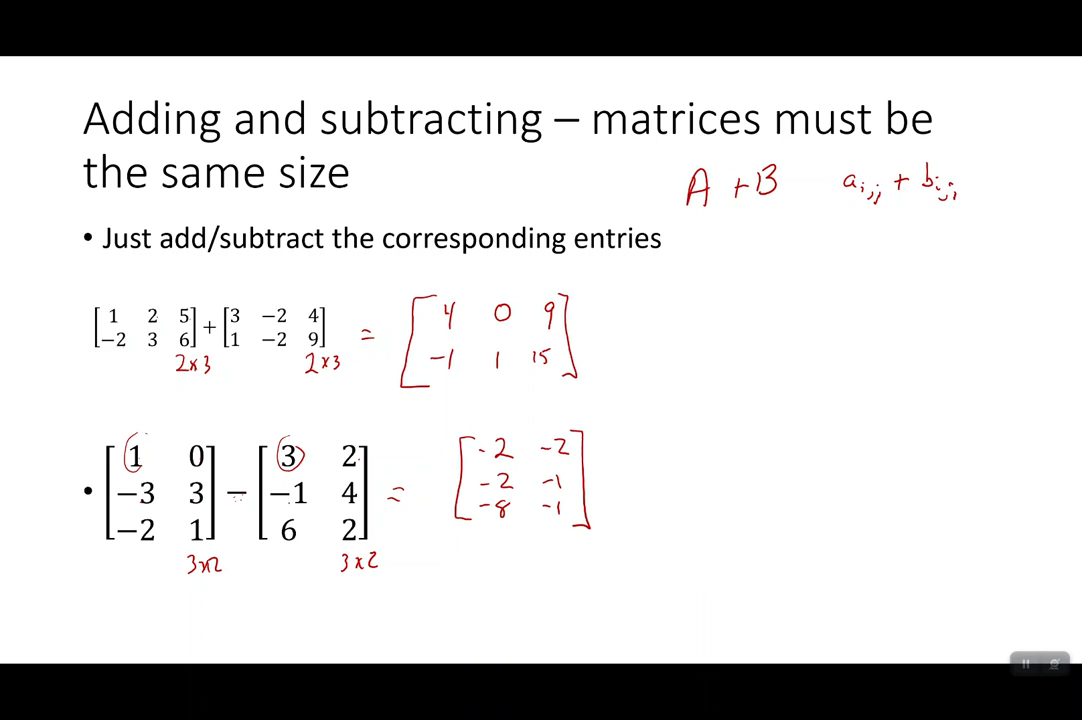 Adding and subtracting – matrices must be
the same size
A + B a i,j + b i,j
• Just add/subtract the corresponding entries
[1 2 5] + [3 −2 4] = [4 0 9]
[−2 3 6] [1 −2 9] [-1 1 15]
2x3 2x3
[1 0] [3 2] [-2 -2]
• [−3 3] − [−1 4] = [-2 -1]
[−2 1] [6 2] [-8 -1]
3x2 3x2